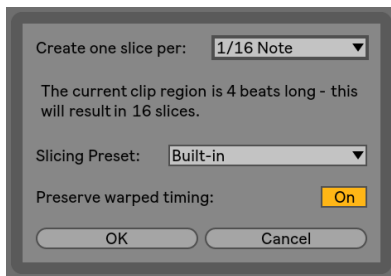 Create one slice per: 1/16 Note
The current clip region is 4 beats long - this
will result in 16 slices.
Slicing Preset: Built-in
Preserve warped timing: On
OK Cancel